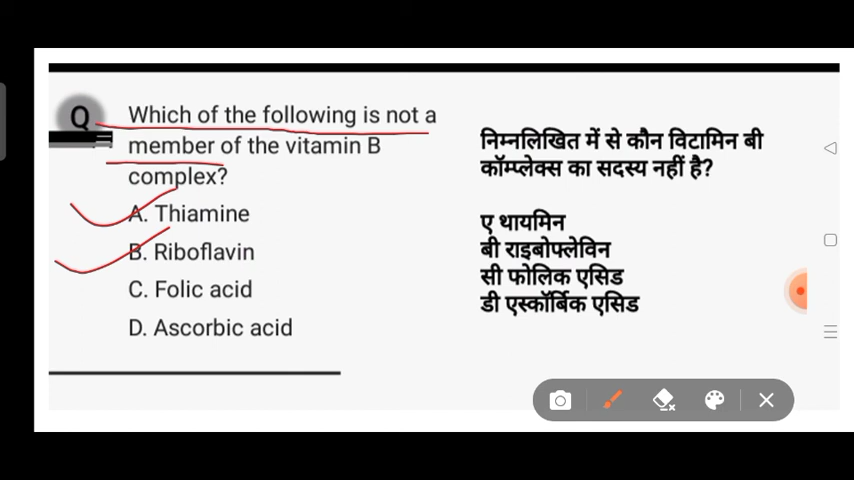 Q
Which of the following is not a
member of the vitamin B
complex?
A. Thiamine
B. Riboflavin
C. Folic acid
D. Ascorbic acid
निम्नलिखित में से कौन विटामिन बी
कॉम्प्लेक्स का सदस्य नहीं है?
ए थायमिन
बी राइबोफ्लेविन
सी फोलिक एसिड
डी एस्कॉर्बिक एसिड